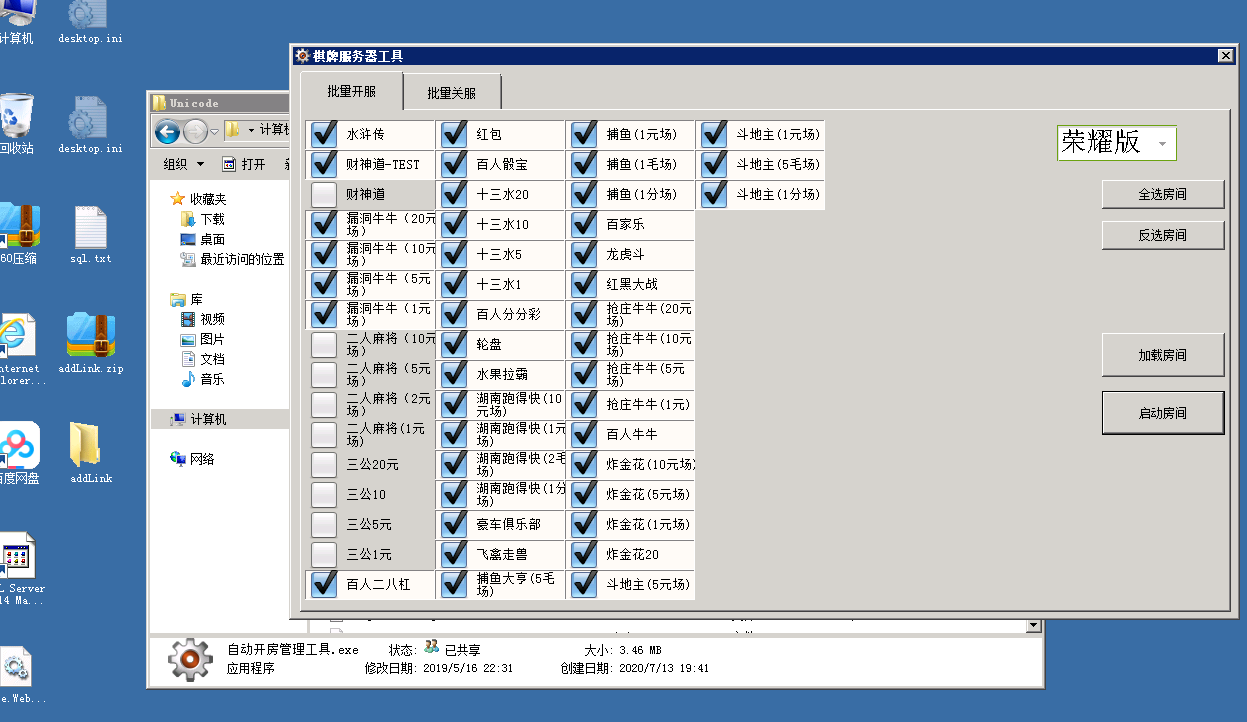 计算机
desktop.ini
回收站
desktop.ini
60压缩
sql.txt
nternet
lorer...
addLink.zip
百度网盘
addLink
L Server
14 Ma...
e.Web...
Unicode
计算机
组织
打开
收藏夹
下载
桌面
最近访问的位置
库
视频
图片
文档
音乐
计算机
网络
棋牌服务器工具
批量开服
批量关服
水浒传
红包
捕鱼(1元场)
斗地主(1元场)
财神道-TEST
百人骰宝
捕鱼(1毛场)
斗地主(5毛场)
财神道
十三水20
捕鱼(1分场)
斗地主(1分场)
漏洞牛牛（20元
场）
十三水10
百家乐
漏洞牛牛（10元
场）
十三水5
龙虎斗
漏洞牛牛（5元
场）
十三水1
红黑大战
漏洞牛牛（1元
场）
百人分分彩
抢庄牛牛(20元
场)
二人麻将（10元
场）
轮盘
抢庄牛牛(10元
场)
二人麻将（5元
场）
水果拉霸
抢庄牛牛(5元
场)
二人麻将（2元
场）
湖南跑得快(10
元场)
抢庄牛牛(1元)
二人麻将(1元
场)
湖南跑得快(1元
场)
百人牛牛
三公20元
湖南跑得快(2毛
场)
炸金花(10元场)
三公10
湖南跑得快(1分
场)
炸金花(5元场)
三公5元
豪车俱乐部
炸金花(1元场)
三公1元
飞禽走兽
炸金花20
百人二八杠
捕鱼大亨(5毛
场)
斗地主(5元场)
荣耀版
全选房间
反选房间
加载房间
启动房间
自动开房管理工具.exe
状态:
已共享
大小: 3.46 MB
应用程序
修改日期: 2019/5/16 22:31
创建日期: 2020/7/13 19:41